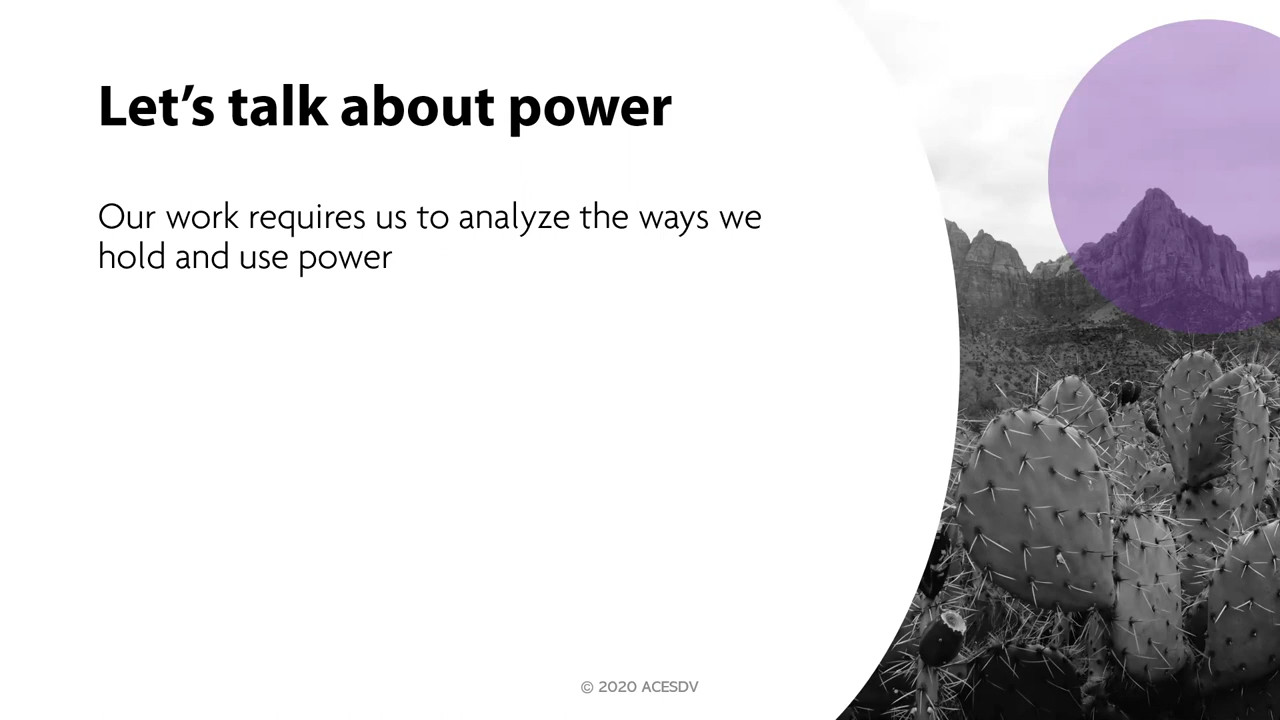 Let’s talk about power
Our work requires us to analyze the ways we
hold and use power
© 2020 ACESDV